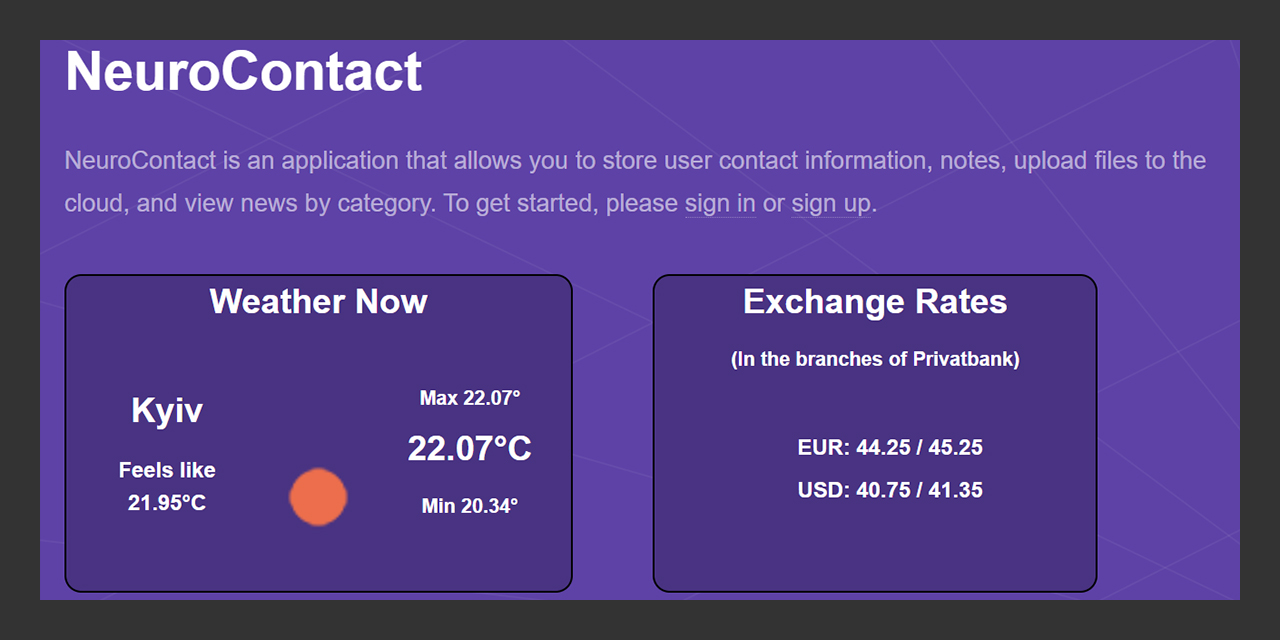 NeuroContact
NeuroContact is an application that allows you to store user contact information, notes, upload files to the
cloud, and view news by category. To get started, please sign in or sign up.
Weather Now
Kyiv
Feels like
21.95°C
Max 22.07°
22.07°C
Min 20.34°
Exchange Rates
(In the branches of Privatbank)
EUR: 44.25 / 45.25
USD: 40.75 / 41.35